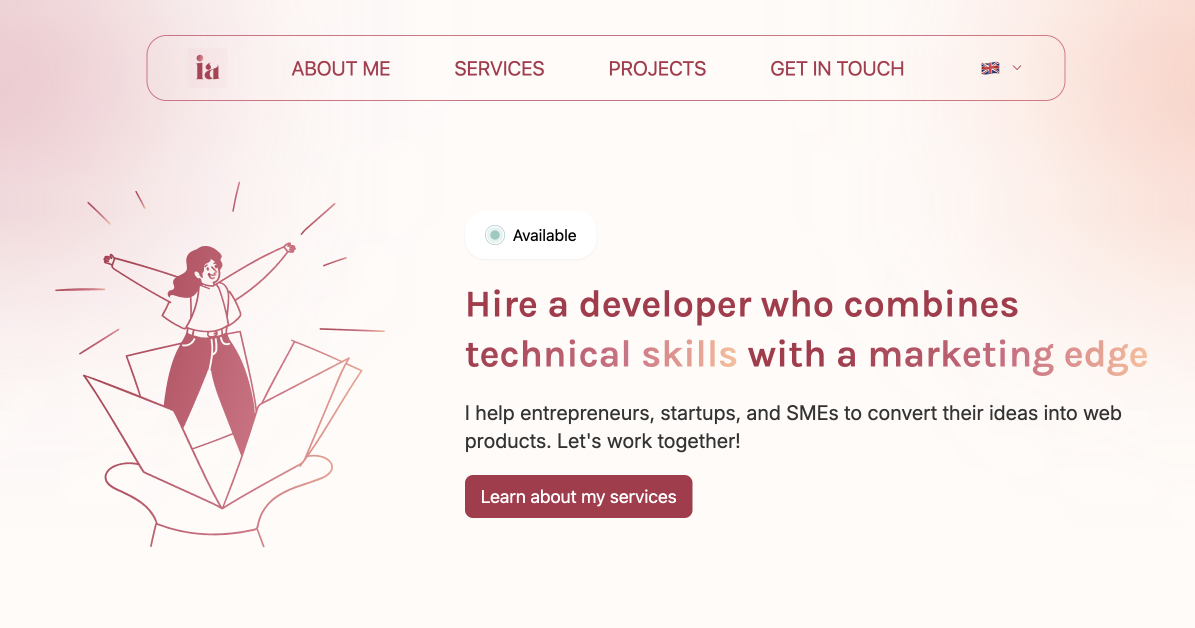 ia
ABOUT ME
SERVICES
PROJECTS
GET IN TOUCH
Available
Hire a developer who combines
technical skills with a marketing edge
I help entrepreneurs, startups, and SMEs to convert their ideas into web
products. Let's work together!
Learn about my services